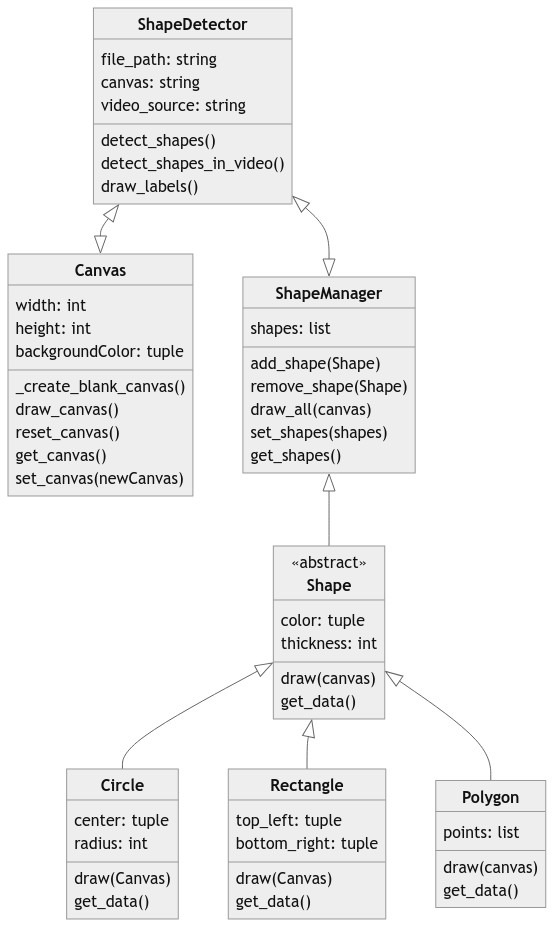 ShapeDetector
file_path: string
canvas: string
video_source: string
detect_shapes()
detect_shapes_in_video()
draw_labels()
Canvas
width: int
height: int
backgroundColor: tuple
_create_blank_canvas()
draw_canvas()
reset_canvas()
get_canvas()
set_canvas(newCanvas)
ShapeManager
shapes: list
add_shape(Shape)
remove_shape(Shape)
draw_all(canvas)
set_shapes(shapes)
get_shapes()
«abstract»
Shape
color: tuple
thickness: int
draw(canvas)
get_data()
Circle
center: tuple
radius: int
draw(Canvas)
get_data()
Rectangle
top_left: tuple
bottom_right: tuple
draw(Canvas)
get_data()
Polygon
points: list
draw(canvas)
get_data()